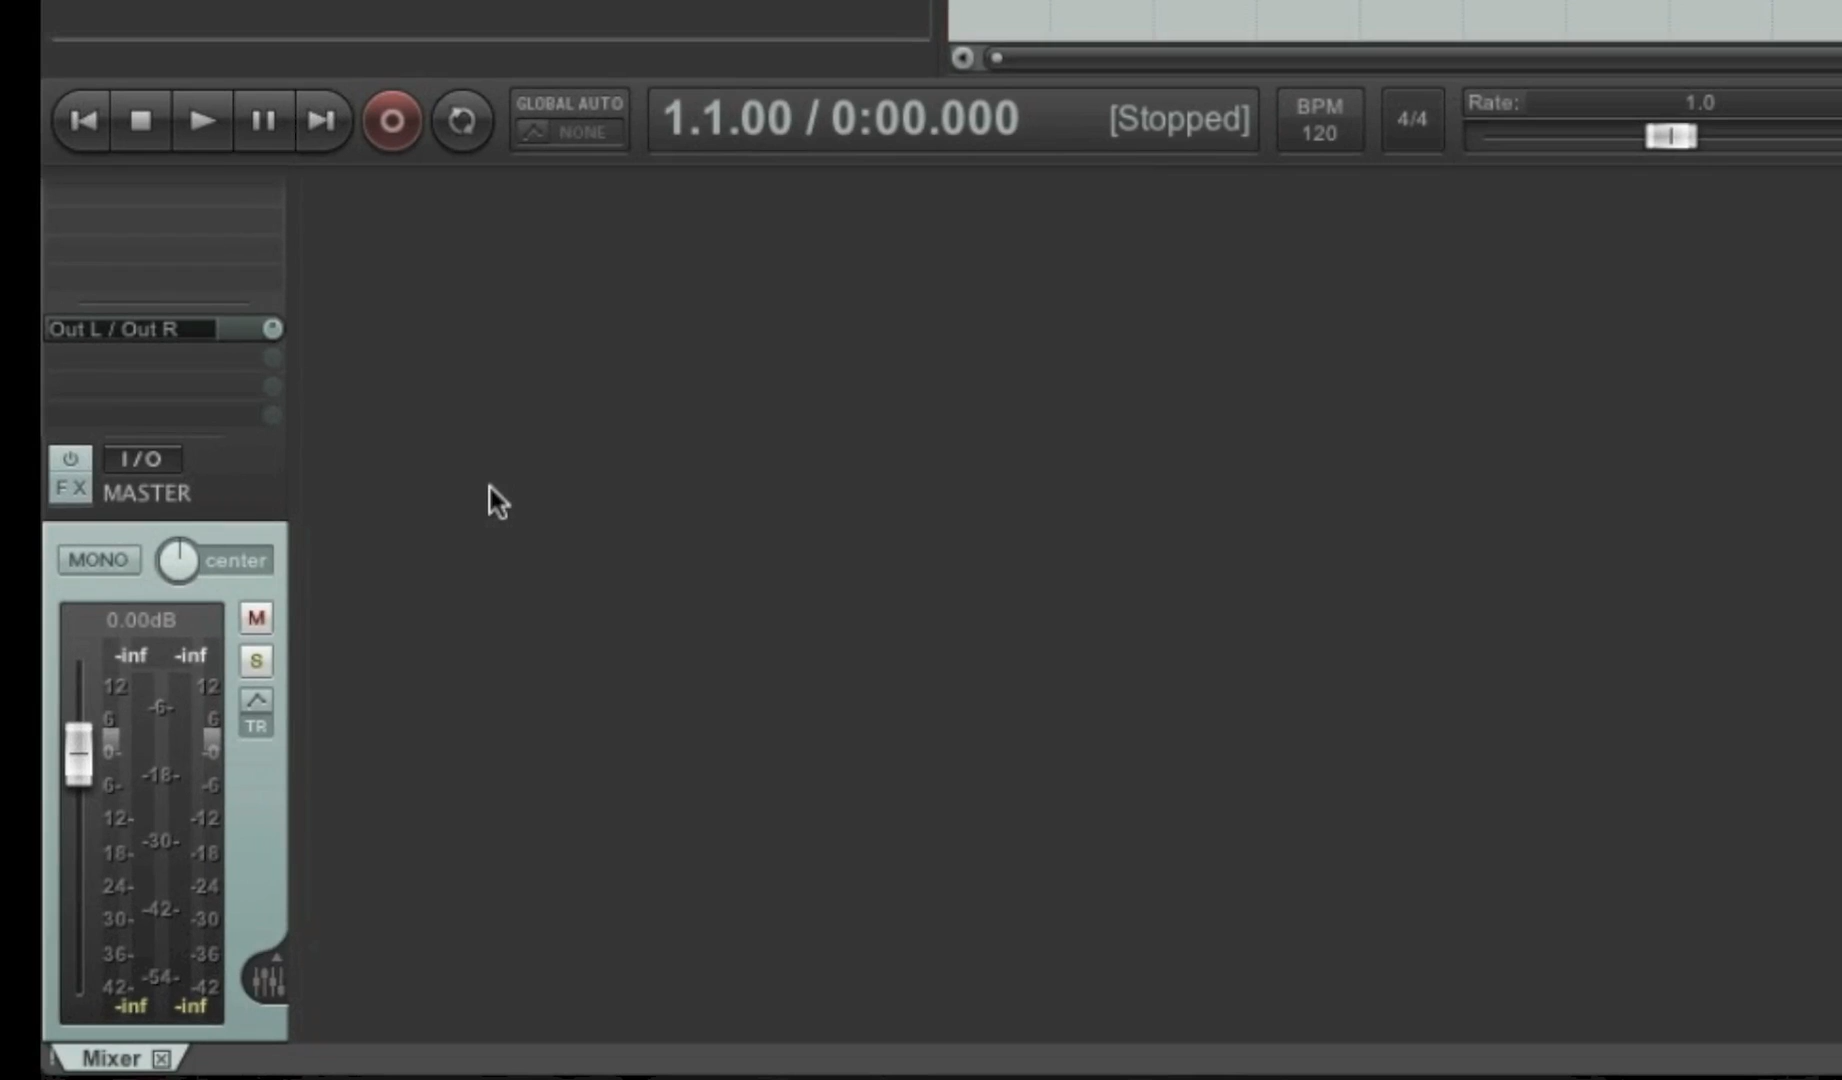 GLOBAL AUTO
NONE
1.1.00 / 0:00.000 [Stopped]
BPM
120
4/4
Rate: 1.0
Out L / Out R
I/O
FX
MASTER
MONO center
0.00dB
M
-inf -inf
S
12 12
-6-
TR
6 6
0- -0
-18-
6- -6
12- -12
-30-
18- -18
24- -24
-42-
30- -30
36- -36
-54-
42- -42
-inf -inf
Mixer